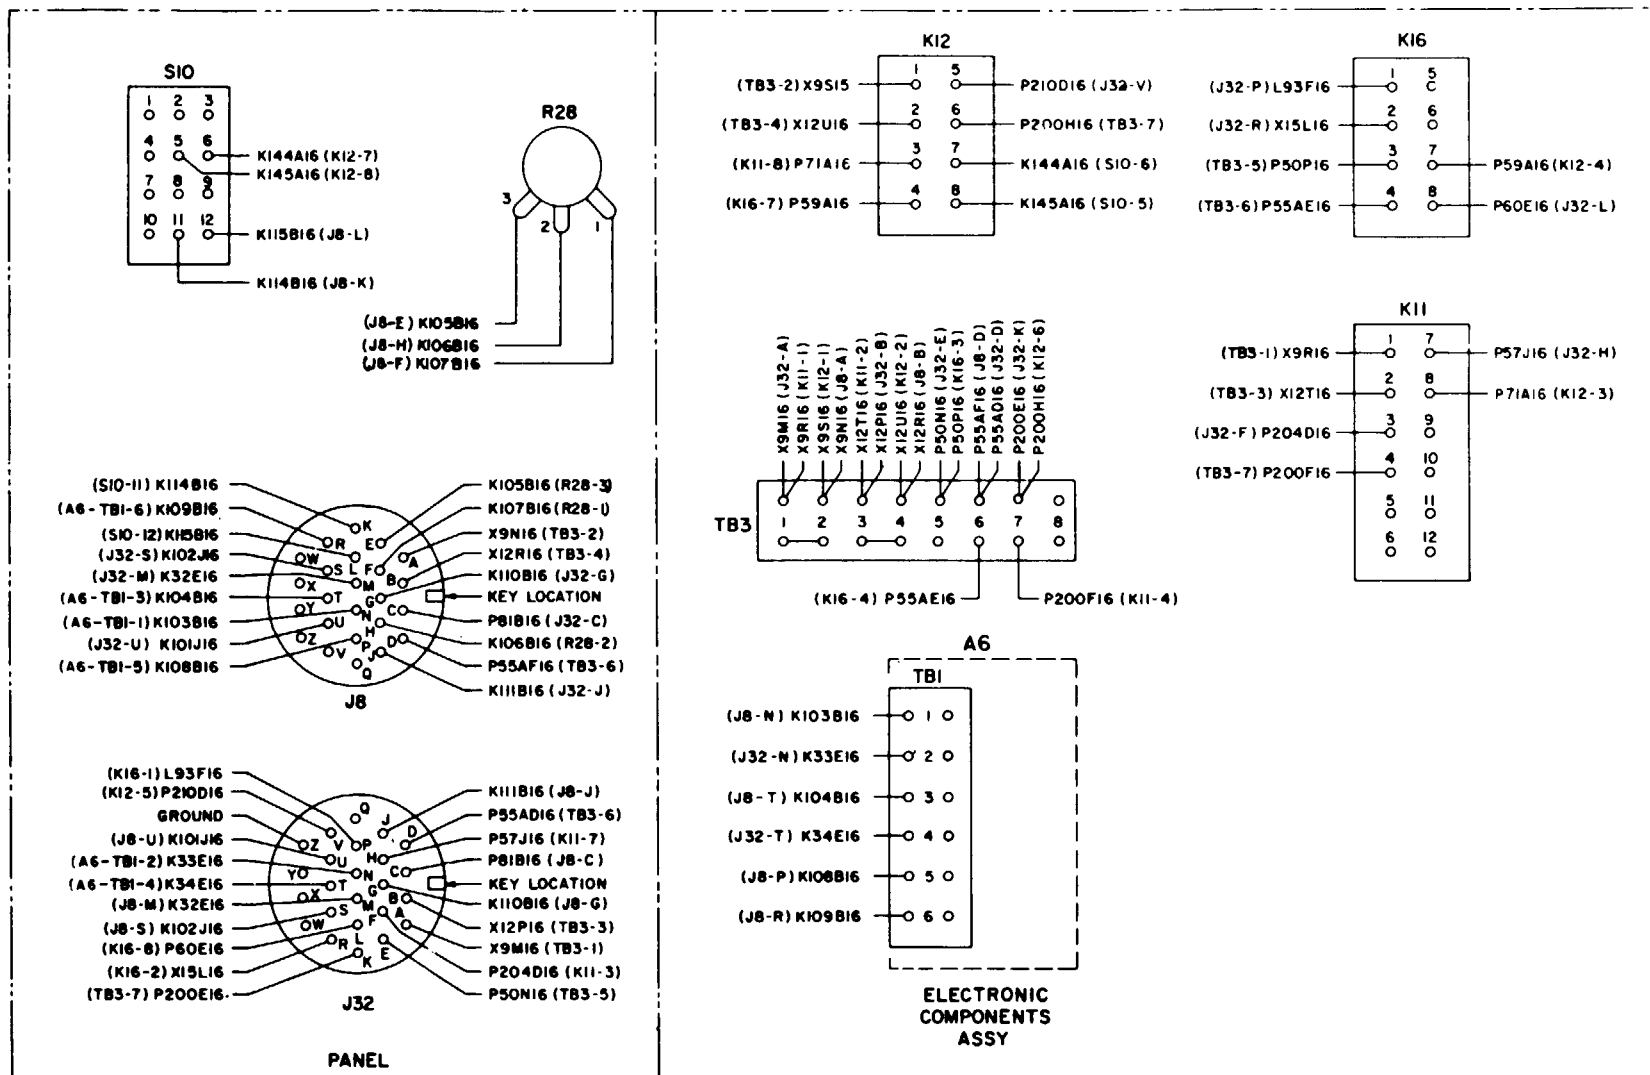 S10
1 2 3
4 5 6
7 8 9
10 11 12
K144A16 (K12-7)
K145A16 (K12-8)
K115B16 (J8-L)
K114B16 (J8-K)
R28
3
2
1
(J8-E) K105B16
(J8-H) K106B16
(J8-F) K107B16
(S10-11) K114B16
(A6-TB1-6) K109B16
(S10-12) K115B16
(J32-S) K102J16
(J32-M) K32E16
(A6-TB1-3) K104B16
(A6-TB1-1) K103B16
(J32-U) K101J16
(A6-TB1-5) K108B16
K
R E
W A
S L F
M B
X
T G
C
Y N
U H
Z P D
V J
Q
K105B16 (R28-3)
K107B16 (R28-1)
X9N16 (TB3-2)
X12R16 (TB3-4)
K110B16 (J32-G)
KEY LOCATION
P81B16 (J32-C)
K106B16 (R28-2)
P55AF16 (TB3-6)
K111B16 (J32-J)
J8
(K16-1) L93F16
(K12-5) P210D16
GROUND
(J8-U) K101J16
(A6-TB1-2) K33E16
(A6-TB1-4) K34E16
(J8-M) K32E16
(J8-S) K102J16
(K16-8) P60E16
(K16-2) X15L16
(TB3-7) P200E16
Q
J
D
Z V P
U H
Y N C
T G
X M B
S F A
W
R L E
K
K111B16 (J8-J)
P55AD16 (TB3-6)
P57J16 (K11-7)
P81B16 (J8-C)
KEY LOCATION
K110B16 (J8-G)
X12P16 (TB3-3)
X9M16 (TB3-1)
P204D16 (K11-3)
P50N16 (TB3-5)
J32
PANEL
K12
(TB3-2) X9S15 1 5 P210D16 (J32-V)
(TB3-4) X12U16 2 6 P200H16 (TB3-7)
(K11-8) P71A16 3 7 K144A16 (S10-6)
(K16-7) P59A16 4 8 K145A16 (S10-5)
K16
(J32-P) L93F16 1 5
(J32-R) X15L16 2 6
(TB3-5) P50P16 3 7 P59A16 (K12-4)
(TB3-6) P55AE16 4 8 P60E16 (J32-L)
X9M16 (J32-A)
X9R16 (K11-1)
X9S16 (K12-1)
X9N16 (J8-A)
X12T16 (K11-2)
X12P16 (J32-B)
X12U16 (K12-2)
X12R16 (J8-B)
P50N16 (J32-E)
P50P16 (K16-3)
P55AF16 (J8-D)
P55AD16 (J32-D)
P200E16 (J32-K)
P200H16 (K12-6)
TB3 1 2 3 4 5 6 7 8
(K16-4) P55AE16
P200F16 (K11-4)
K11
(TB3-1) X9R16 1 7 P57J16 (J32-H)
(TB3-3) X12T16 2 8 P71A16 (K12-3)
(J32-F) P204D16 3 9
(TB3-7) P200F16 4 10
5 11
6 12
A6
TB1
(J8-N) K103B16 1
(J32-N) K33E16 2
(J8-T) K104B16 3
(J32-T) K34E16 4
(J8-P) K108B16 5
(J8-R) K109B16 6
ELECTRONIC
COMPONENTS
ASSY